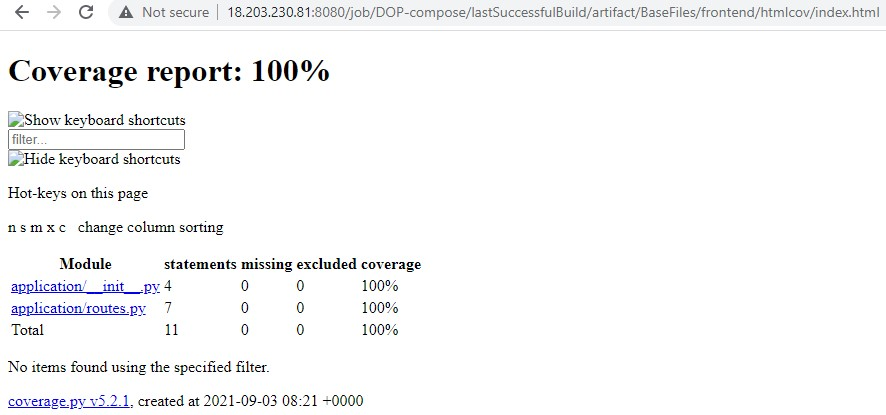 Not secure | 18.203.230.81:8080/job/DOP-compose/lastSuccessfulBuild/artifact/BaseFiles/frontend/htmlcov/index.html
Coverage report: 100%
Show keyboard shortcuts
filter...
Hide keyboard shortcuts
Hot-keys on this page
n s m x c   change column sorting
Module statements missing excluded coverage
application/__init__.py 4 0 0 100%
application/routes.py 7 0 0 100%
Total 11 0 0 100%
No items found using the specified filter.
coverage.py v5.2.1, created at 2021-09-03 08:21 +0000